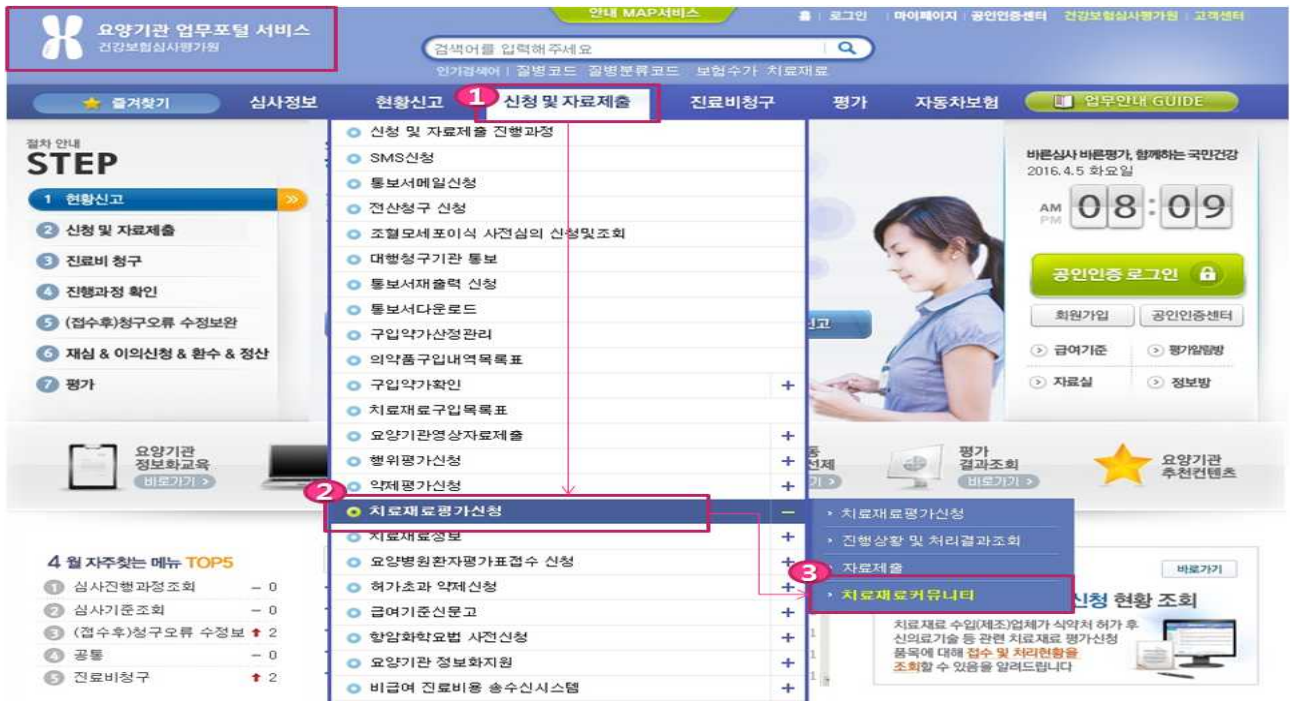 안내 MAP서비스
홈 | 로그인 | 마이페이지 | 공인인증센터 건강보험심사평가원 | 고객센터
요양기관 업무포털 서비스
건강보험심사평가원
검색어를 입력해주세요
인기검색어 | 질병코드 질병분류코드 보험수가 치료재료
즐겨찾기 심사정보 현황신고 1 신청 및 자료제출 진료비청구 평가 자동차보험 업무안내 GUIDE
절차 안내
STEP
1 현황신고
2 신청 및 자료제출
3 진료비 청구
4 진행과정 확인
5 (접수후)청구오류 수정보완
6 재심 & 이의신청 & 환수 & 정산
7 평가
신청 및 자료제출 진행과정
SMS신청
통보서메일신청
전산청구 신청
조혈모세포이식 사전심의 신청및조회
대행청구기관 통보
통보서재출력 신청
통보서다운로드
구입약가산정관리
의약품구입내역목록표
구입약가확인 +
치료재료구입목록표
요양기관영상자료제출 +
행위평가신청 +
약제평가신청 +
2 치료재료평가신청 −
치료재료정보 +
요양병원환자평가표접수 신청 +
허가초과 약제신청 +
급여기준신문고 +
항암화학요법 사전신청 +
요양기관 정보화지원 +
비급여 진료비용 송수신시스템 +
치료재료평가신청
진행상황 및 처리결과조회
자료제출
3 치료재료커뮤니티
바른심사 바른평가, 함께하는 국민건강
2016.4.5 화요일
AM
PM
08:09
공인인증 로그인
회원가입 공인인증센터
급여기준 평가알림방
자료실 정보방
요양기관
정보화교육
바로가기
평가
결과조회
바로가기
요양기관
추천컨텐츠
4 월 자주찾는 메뉴 TOP5
1 심사진행과정조회 − 0
2 심사기준조회 − 0
3 (접수후)청구오류 수정보 2
4 공통 − 0
5 진료비청구 2
바로가기
신청 현황 조회
치료재료 수입(제조)업체가 식약처 허가 후
신의료기술 등 관련 치료재료 평가신청
품목에 대해 접수 및 처리현황을
조회할 수 있음을 알려드립니다